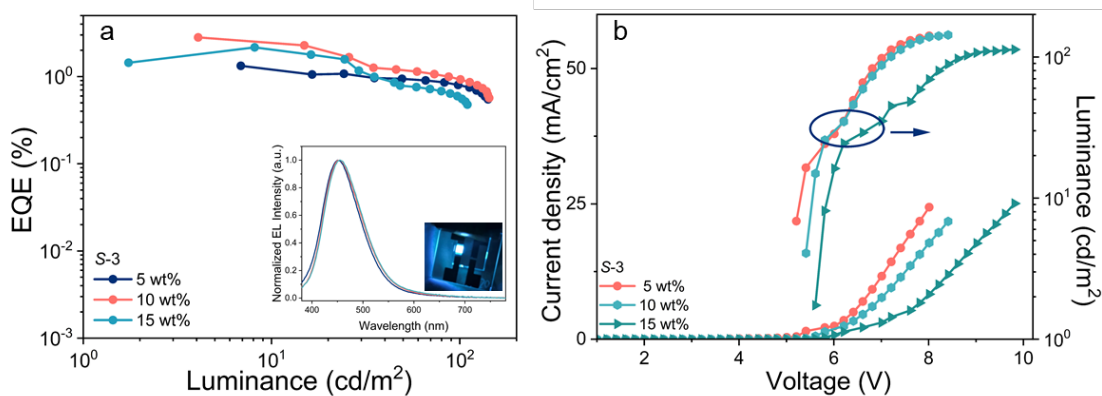 a
EQE (%)
10¹
10⁰
10⁻¹
10⁻²
10⁻³
10⁰
10¹
10²
Luminance (cd/m²)
S-3
5 wt%
10 wt%
15 wt%
Normalized EL Intensity (a.u.)
1.0
0.8
0.6
0.4
0.2
0.0
400
500
600
700
Wavelength (nm)
b
Current density (mA/cm²)
50
25
0
2
4
6
8
10
Voltage (V)
Luminance (cd/m²)
10²
10¹
10⁰
S-3
5 wt%
10 wt%
15 wt%